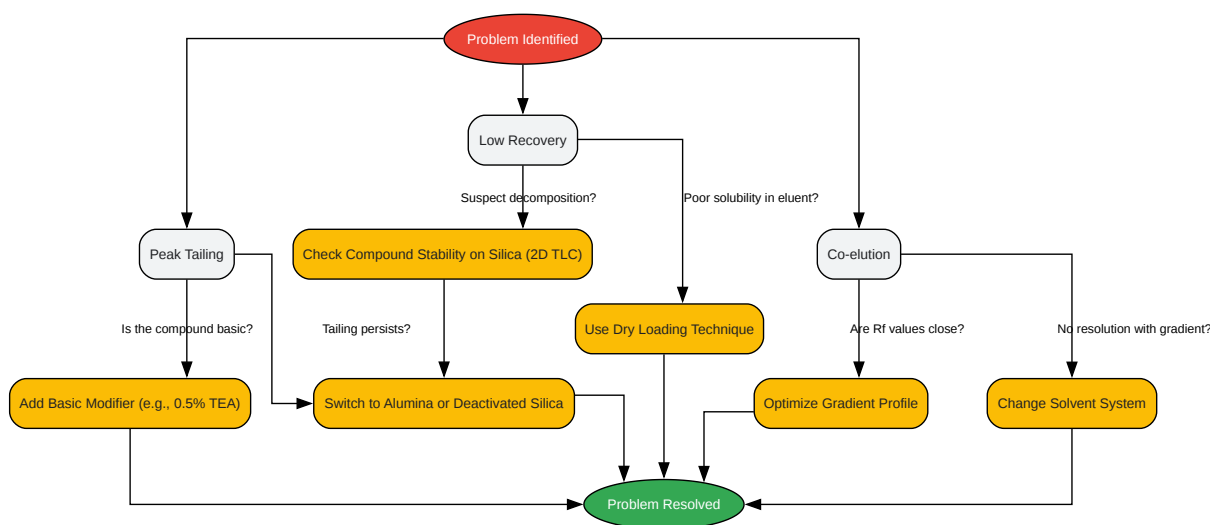 Problem Identified
Low Recovery
Suspect decomposition?
Poor solubility in eluent?
Peak Tailing
Check Compound Stability on Silica (2D TLC)
Co-elution
Is the compound basic?
Tailing persists?
Use Dry Loading Technique
Are Rf values close?
No resolution with gradient?
Add Basic Modifier (e.g., 0.5% TEA)
Switch to Alumina or Deactivated Silica
Optimize Gradient Profile
Change Solvent System
Problem Resolved